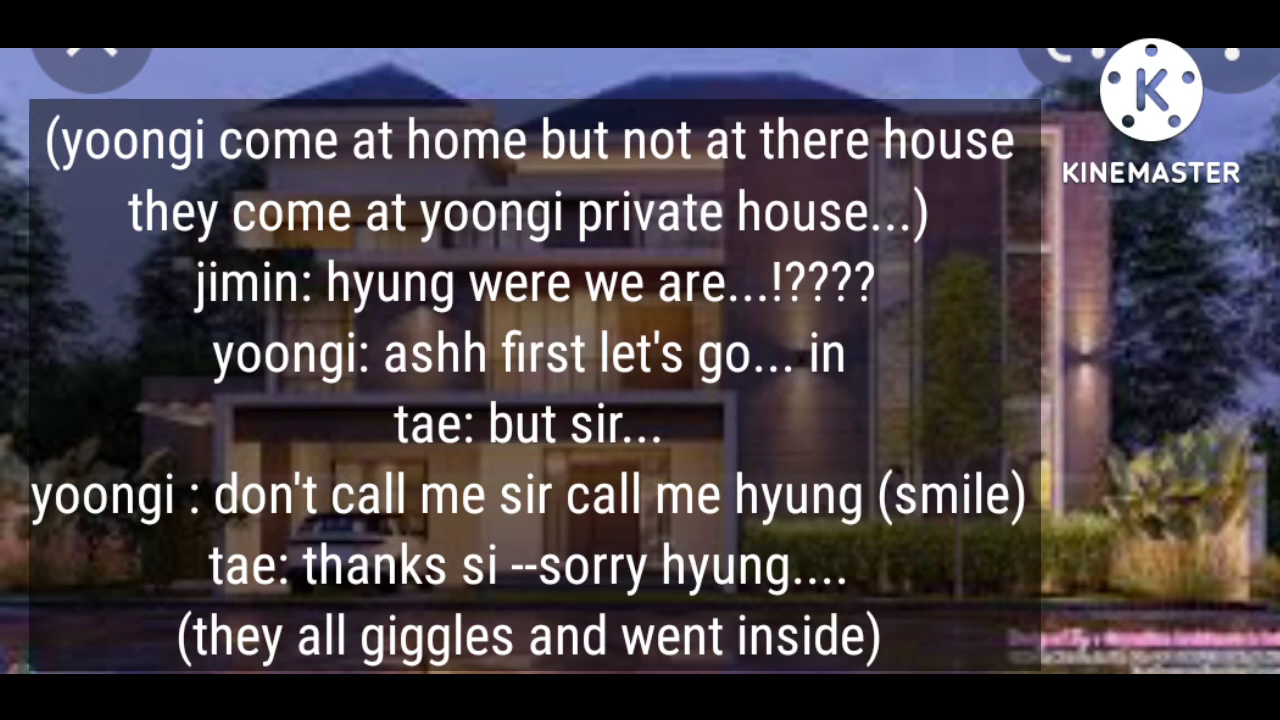 (yoongi come at home but not at there house
they come at yoongi private house...)
jimin: hyung were we are...!????
yoongi: ashh first let's go... in
tae: but sir...
yoongi : don't call me sir call me hyung (smile)
tae: thanks si --sorry hyung....
(they all giggles and went inside)
K
KINEMASTER